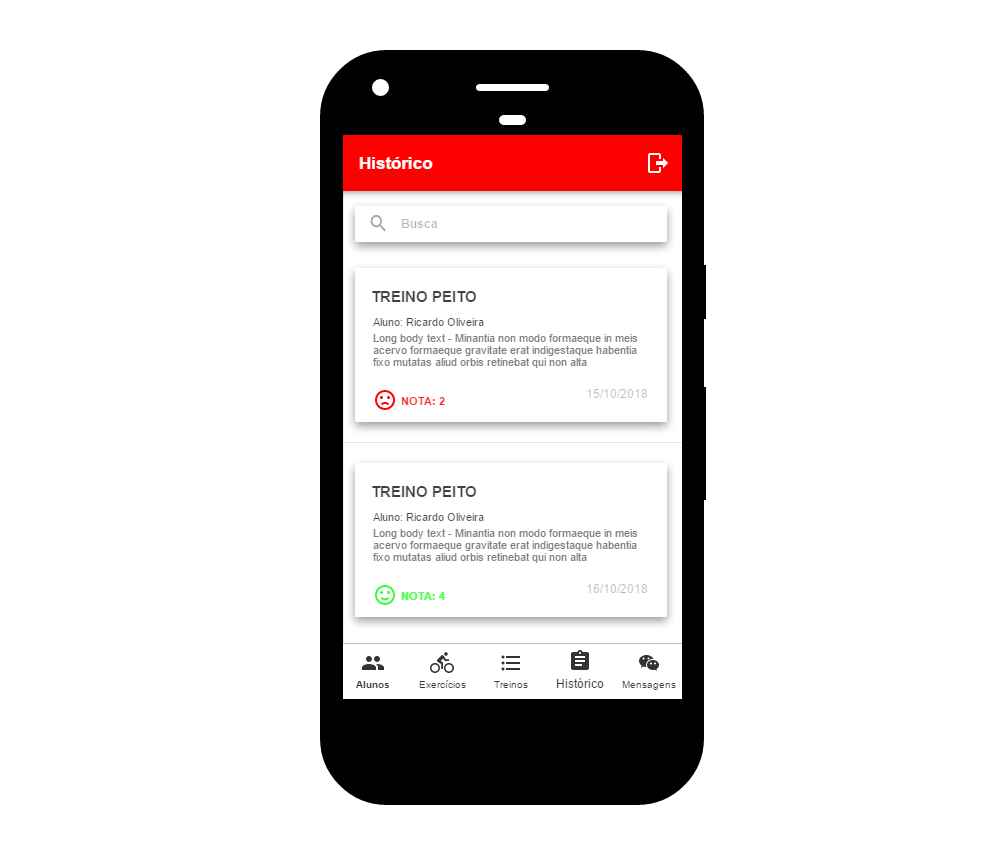 Histórico
Busca
TREINO PEITO
Aluno: Ricardo Oliveira
Long body text - Minantia non modo formaeque in meis
acervo formaeque gravitate erat indigestaque habentia
fixo mutatas aliud orbis retinebat qui non alta
NOTA: 2
15/10/2018
TREINO PEITO
Aluno: Ricardo Oliveira
Long body text - Minantia non modo formaeque in meis
acervo formaeque gravitate erat indigestaque habentia
fixo mutatas aliud orbis retinebat qui non alta
NOTA: 4
16/10/2018
Alunos Exercícios Treinos Histórico Mensagens